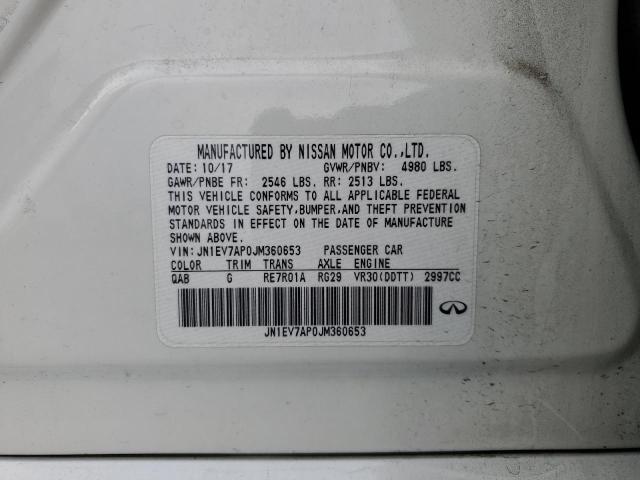 MANUFACTURED BY NISSAN MOTOR CO.,LTD.
DATE: 10/17 GVWR/PNBV: 4980 LBS.
GAWR/PNBE FR: 2546 LBS. RR: 2513 LBS.
THIS VEHICLE CONFORMS TO ALL APPLICABLE FEDERAL
MOTOR VEHICLE SAFETY,BUMPER,AND THEFT PREVENTION
STANDARDS IN EFFECT ON THE DATE OF MANUFACTURE
SHOWN ABOVE.
VIN: JN1EV7AP0JM360653 PASSENGER CAR
COLOR TRIM TRANS AXLE ENGINE
QAB G RE7R01A RG29 VR30(DDTT) 2997CC
JN1EV7AP0JM360653